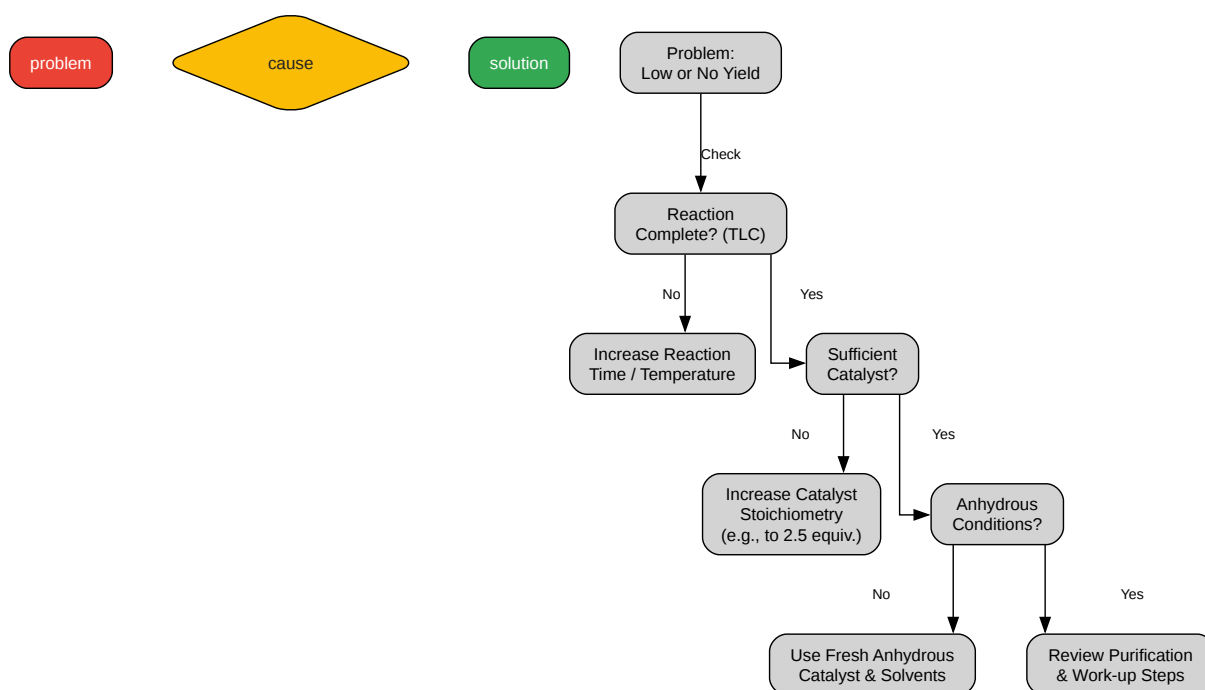 problem
cause
solution
Problem:
Low or No Yield
Check
Reaction
Complete? (TLC)
No
Yes
Increase Reaction
Time / Temperature
Sufficient
Catalyst?
No
Yes
Increase Catalyst
Stoichiometry
(e.g., to 2.5 equiv.)
Anhydrous
Conditions?
No
Yes
Use Fresh Anhydrous
Catalyst & Solvents
Review Purification
& Work-up Steps